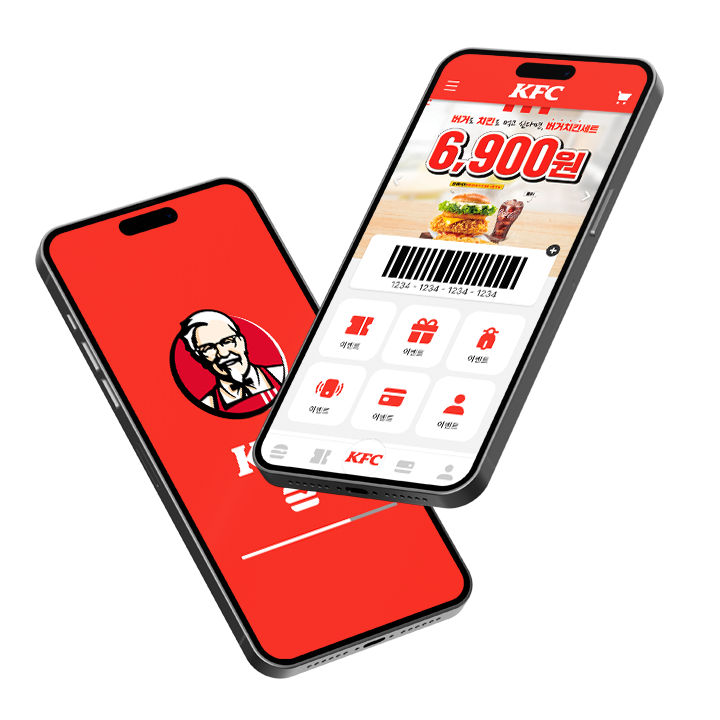 KFC
버거도 치킨도 먹고 싶다면, 버거치킨세트
6,900원
1234 - 1234 - 1234 - 1234
이벤트 이벤트 이벤트
이벤트 이벤트 이벤트
KFC
K